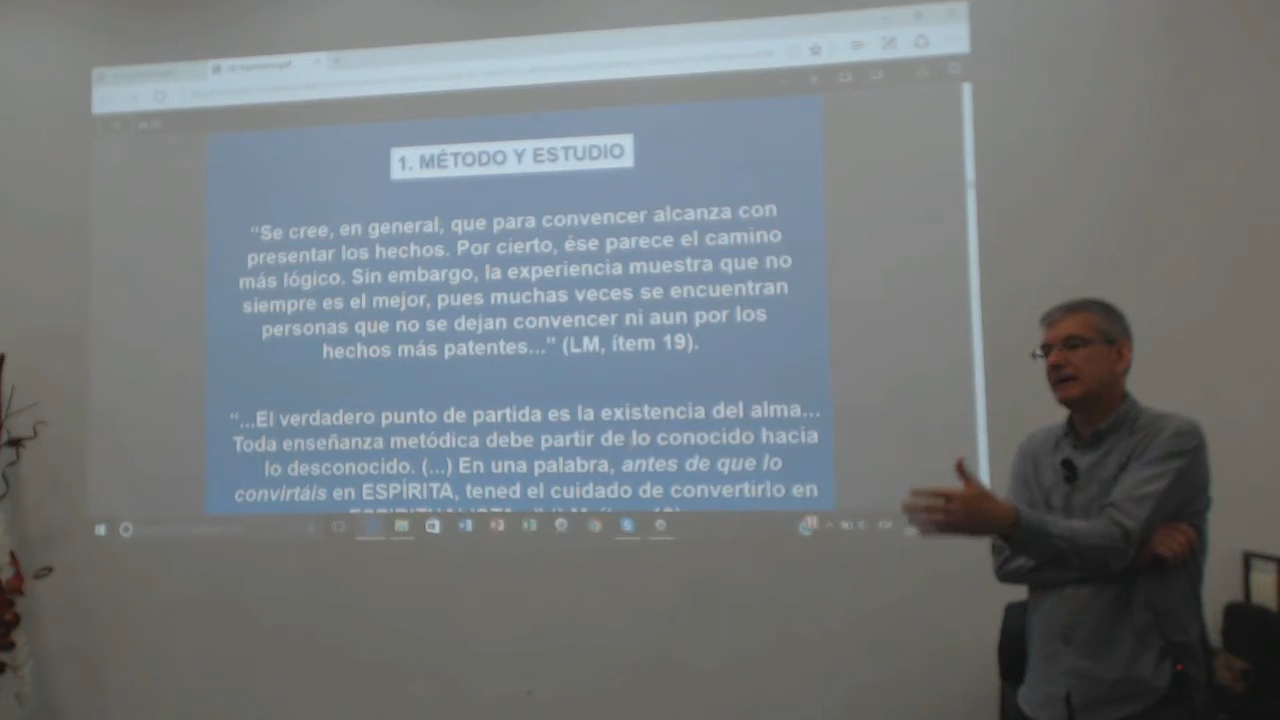 1. MÉTODO Y ESTUDIO
“Se cree, en general, que para convencer alcanza con
presentar los hechos. Por cierto, ése parece el camino
más lógico. Sin embargo, la experiencia muestra que no
siempre es el mejor, pues muchas veces se encuentran
personas que no se dejan convencer ni aun por los
hechos más patentes...” (LM, ítem 19).
“...El verdadero punto de partida es la existencia del alma...
Toda enseñanza metódica debe partir de lo conocido hacia
lo desconocido. (...) En una palabra, antes de que lo
convirtáis en ESPÍRITA, tened el cuidado de convertirlo en